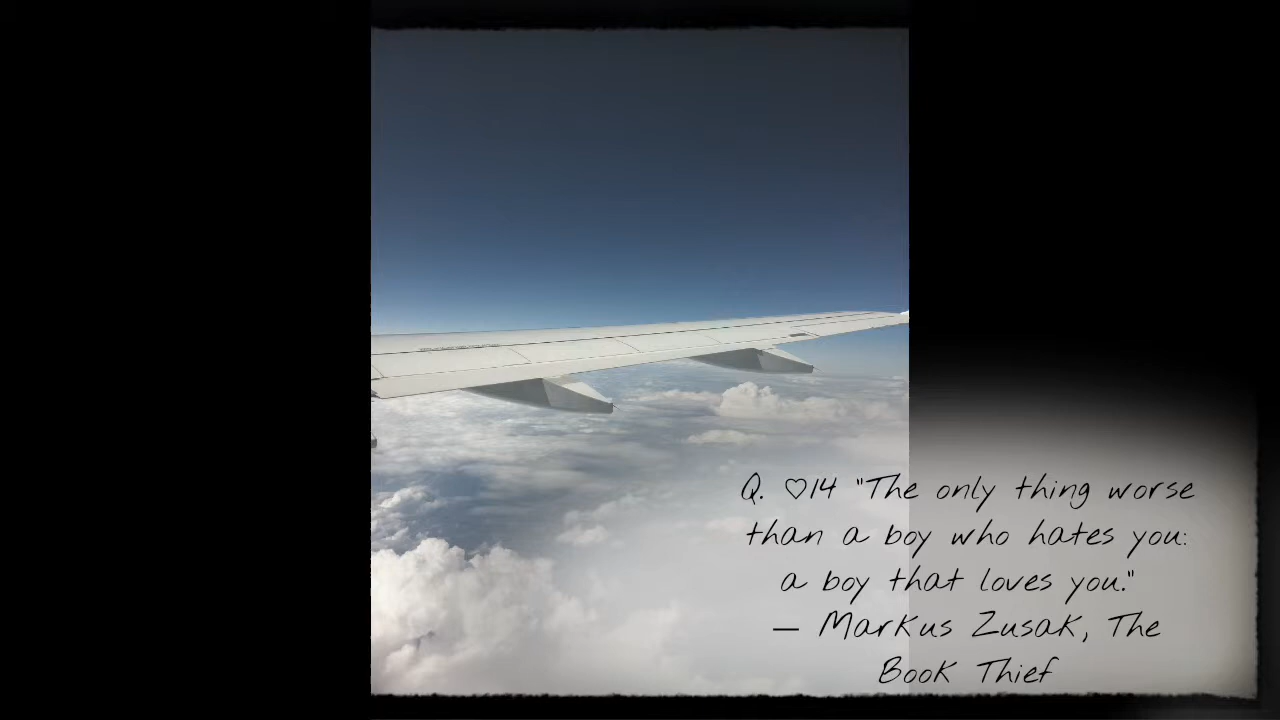 Q. ♡14 "The only thing worse
than a boy who hates you:
a boy that loves you."
— Markus Zusak, The
Book Thief